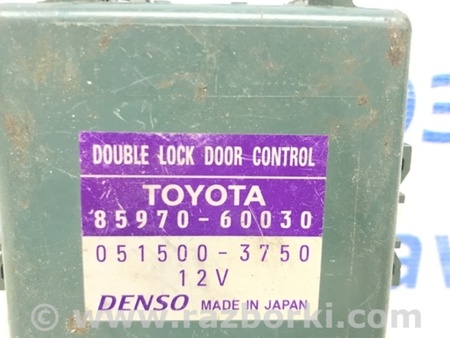 DOUBLE LOCK DOOR CONTROL
TOYOTA
85970-60030
051500-3750
12V
DENSO MADE IN JAPAN
www.razborki.com